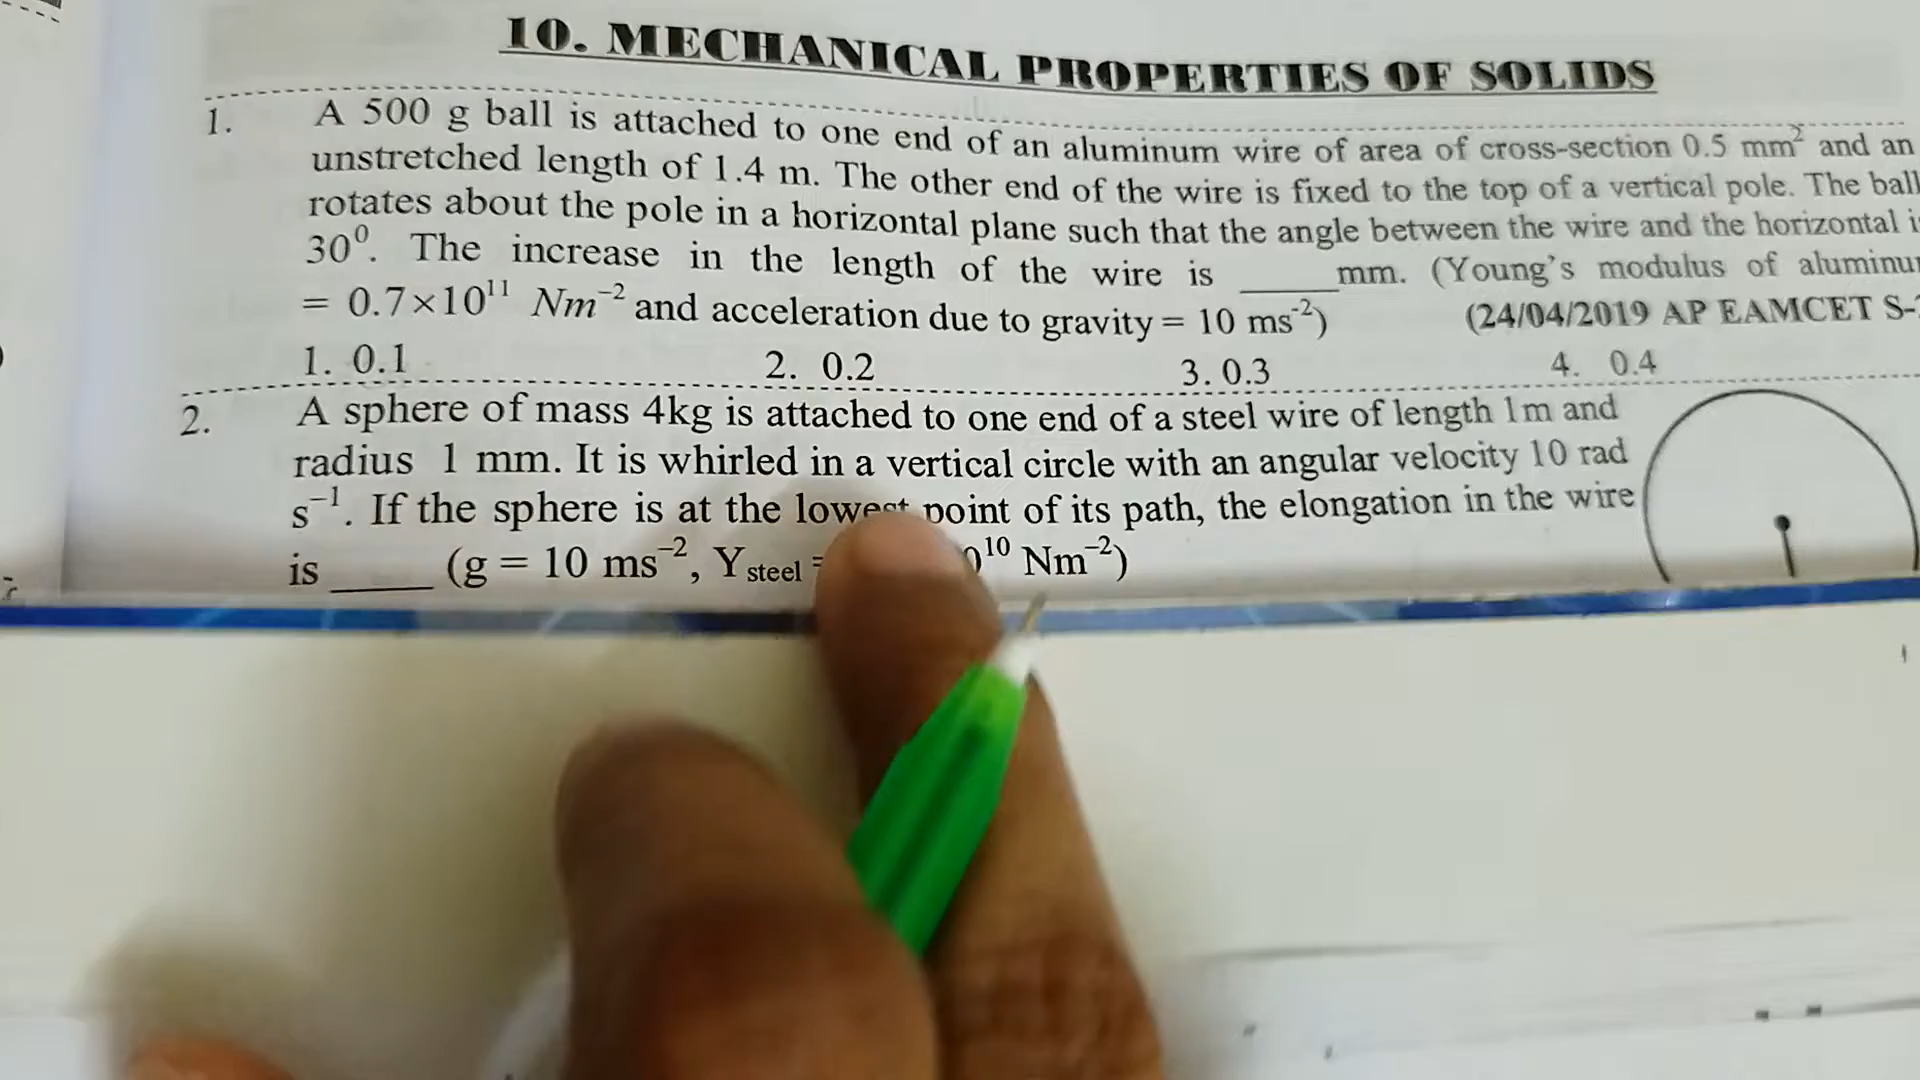 10. MECHANICAL PROPERTIES OF SOLIDS
1. A 500 g ball is attached to one end of an aluminum wire of area of cross-section 0.5 mm² and an
unstretched length of 1.4 m. The other end of the wire is fixed to the top of a vertical pole. The ball
rotates about the pole in a horizontal plane such that the angle between the wire and the horizontal
30⁰. The increase in the length of the wire is _____ mm. (Young's modulus of
= 0.7×10¹¹ Nm⁻² and acceleration due to gravity = 10 ms⁻²) (24/04/2019 AP EAMCET S-
1. 0.1 2. 0.2 3. 0.3 4. 0.4
2. A sphere of mass 4kg is attached to one end of a steel wire of length 1m and
radius 1 mm. It is whirled in a vertical circle with an angular velocity 10 rad
s⁻¹. If the sphere is at the lowest point of its path, the elongation in the wire
is _____ (g = 10 ms⁻², Y steel = 10 Nm⁻²)